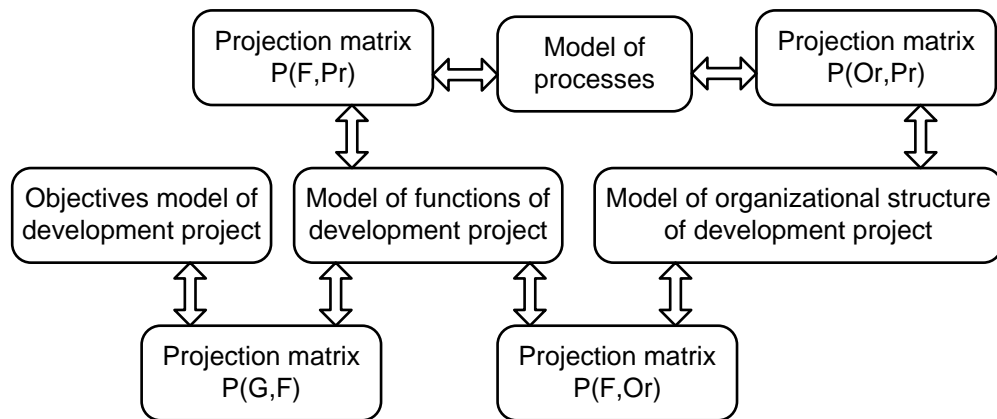 Projection matrix
P(F,Pr)
Model of
processes
Projection matrix
P(Or,Pr)
Objectives model of
development project
Model of functions of
development project
Model of organizational structure
of development project
Projection matrix
P(G,F)
Projection matrix
P(F,Or)